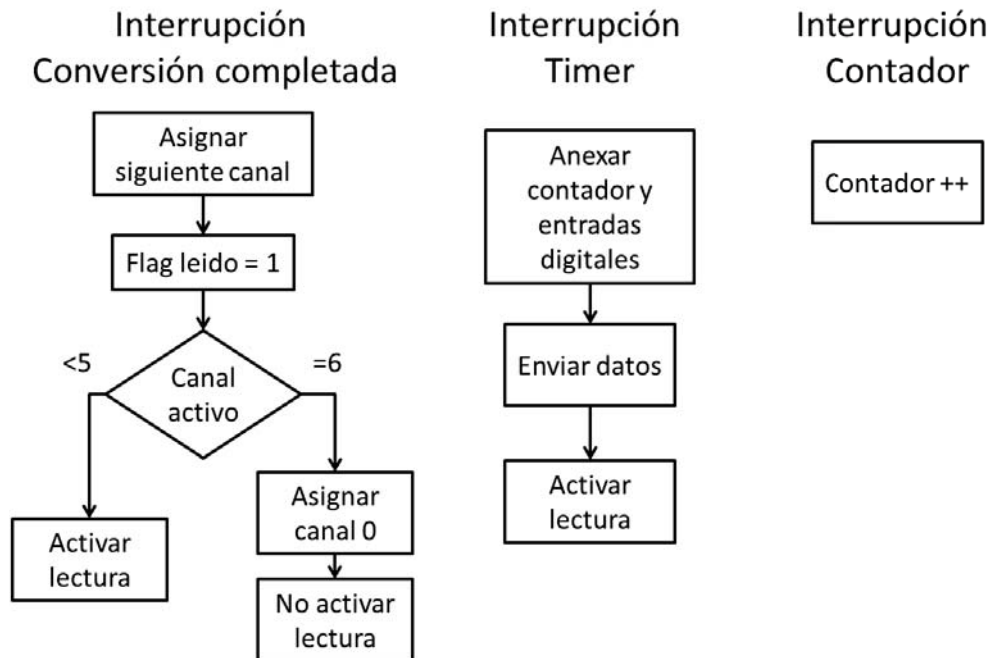 Interrupción
Conversión completada
Asignar
siguiente canal
Flag leido = 1
<5
Canal
activo
=6
Activar
lectura
Asignar
canal 0
No activar
lectura
Interrupción
Timer
Anexar
contador y
entradas
digitales
Enviar datos
Activar
lectura
Interrupción
Contador
Contador ++